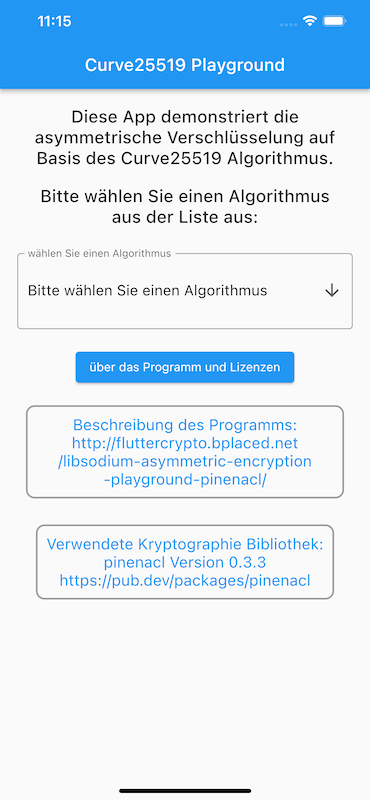 11:15
Curve25519 Playground
Diese App demonstriert die
asymmetrische Verschlüsselung auf
Basis des Curve25519 Algorithmus.
Bitte wählen Sie einen Algorithmus
aus der Liste aus:
wählen Sie einen Algorithmus
Bitte wählen Sie einen Algorithmus
über das Programm und Lizenzen
Beschreibung des Programms:
http://fluttercrypto.bplaced.net
/libsodium-asymmetric-encryption
-playground-pinenacl/
Verwendete Kryptographie Bibliothek:
pinenacl Version 0.3.3
https://pub.dev/packages/pinenacl